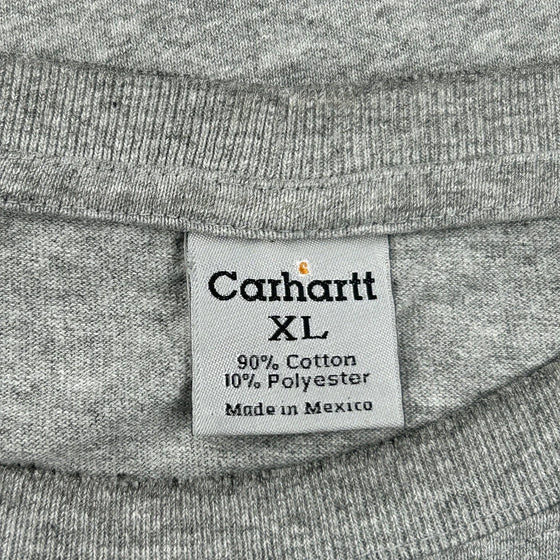 Carhartt
XL
90% Cotton
10% Polyester
Made in Mexico